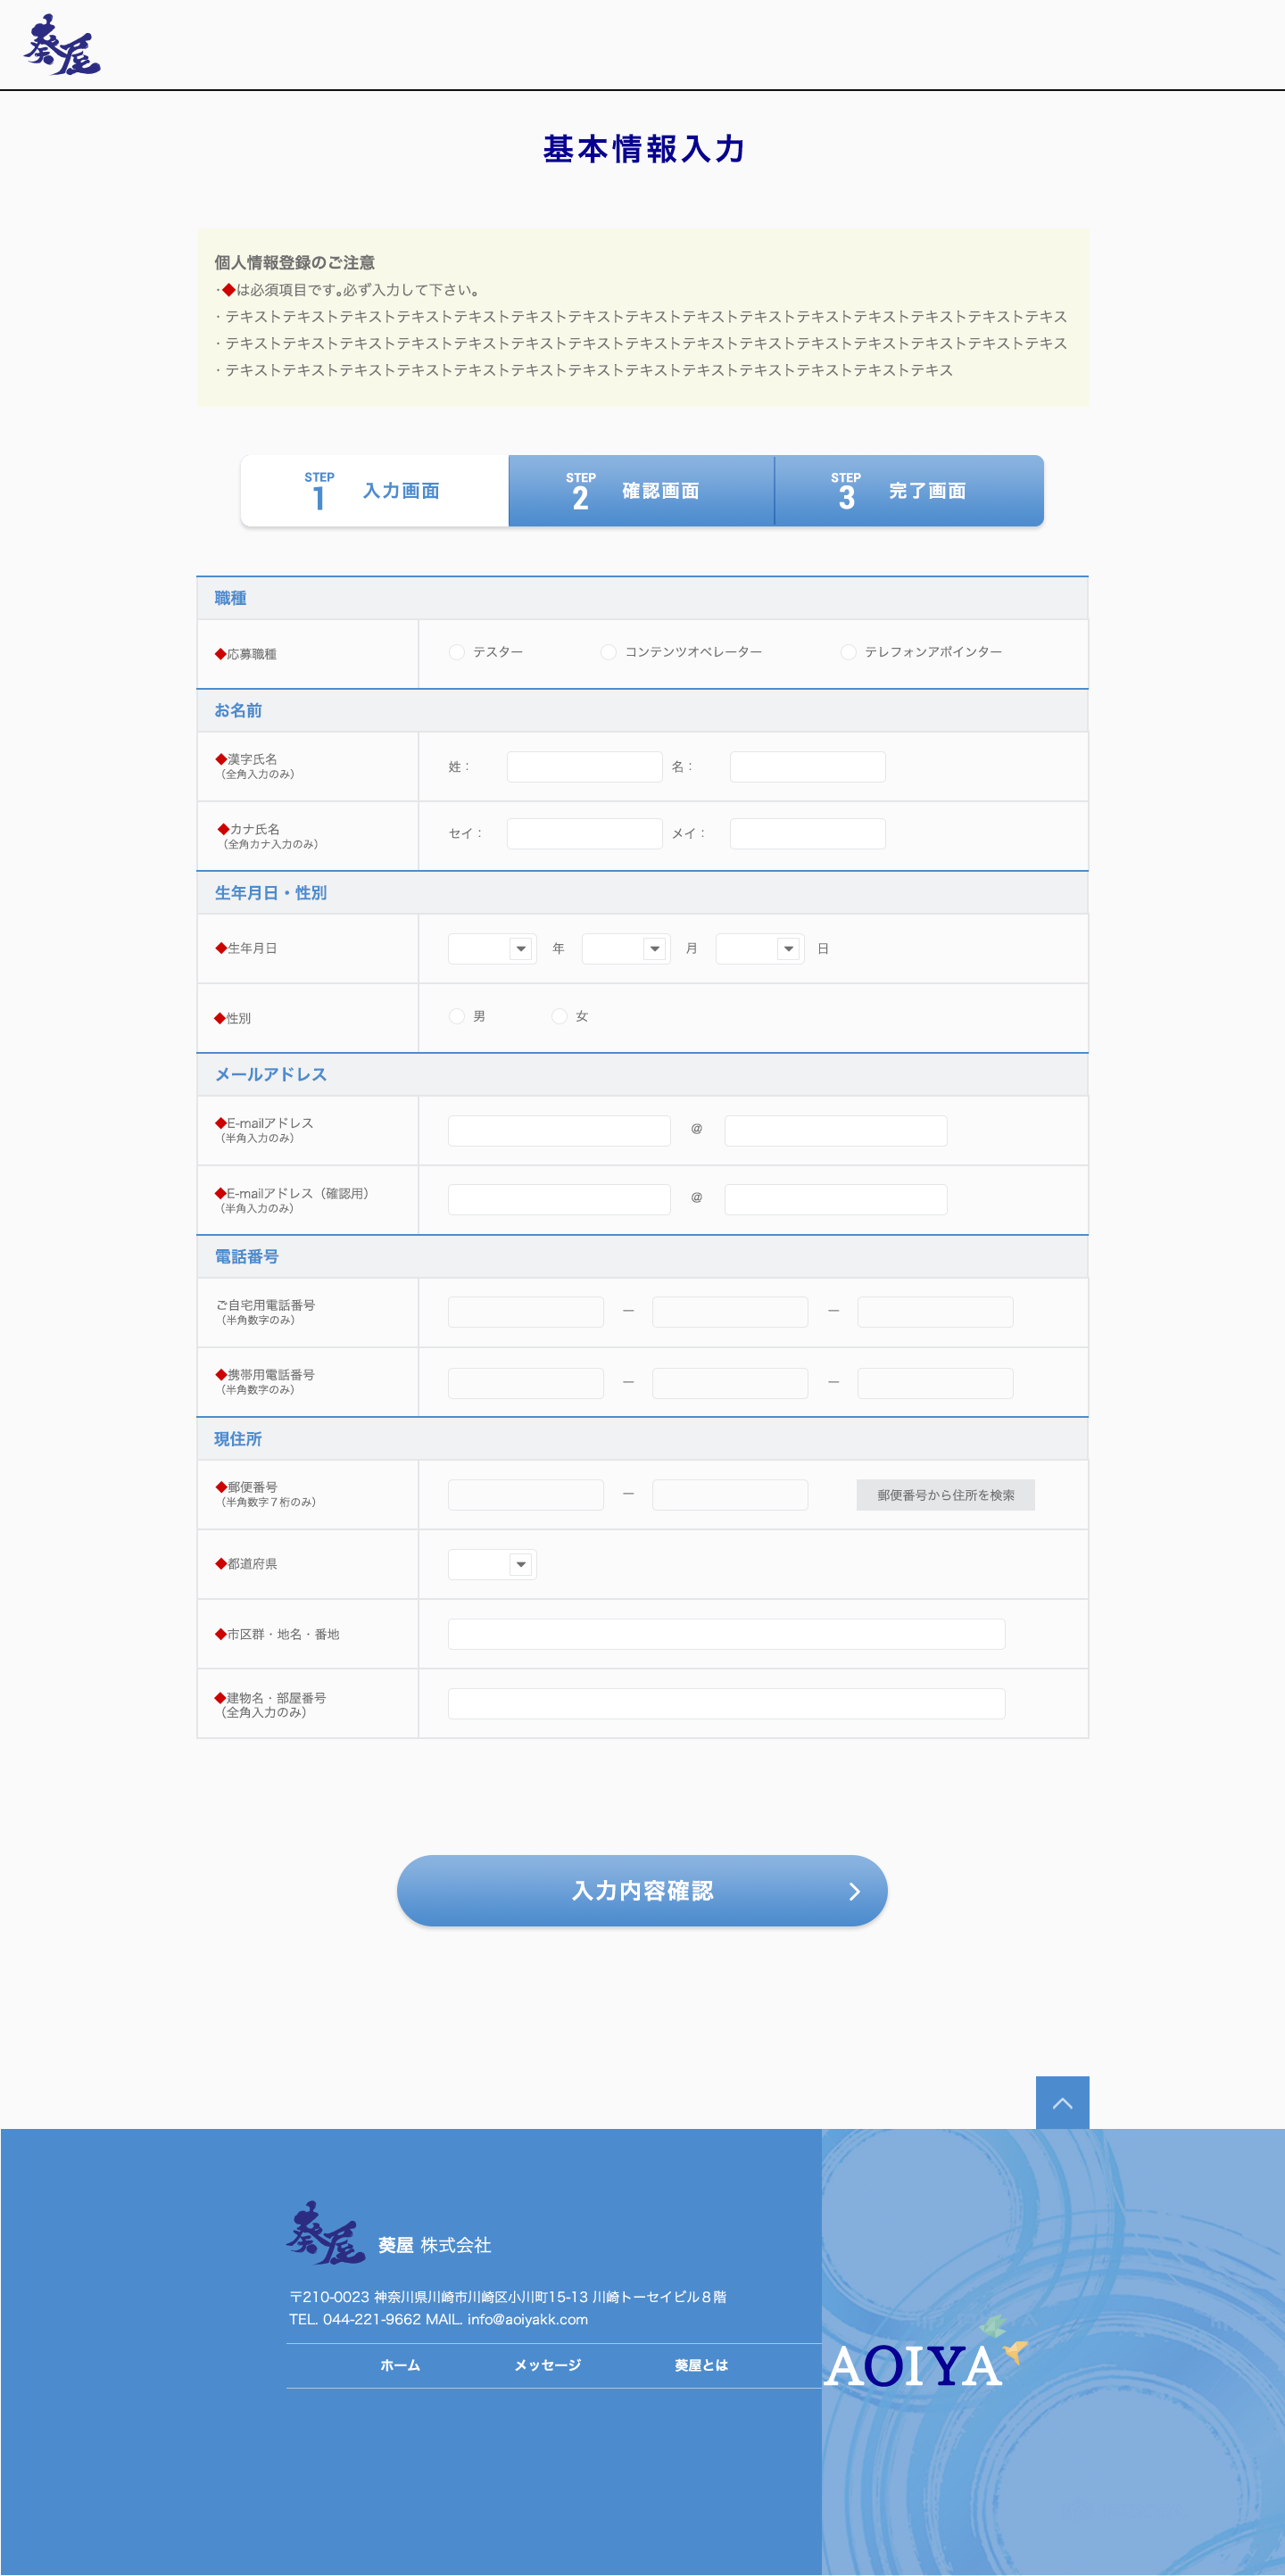 葵屋
基本情報入力
個人情報登録のご注意
・◆は必須項目です。必ず入力して下さい。
・テキストテキストテキストテキストテキストテキストテキストテキストテキストテキストテキストテキストテキストテキストテキス
・テキストテキストテキストテキストテキストテキストテキストテキストテキストテキストテキストテキストテキストテキストテキス
・テキストテキストテキストテキストテキストテキストテキストテキストテキストテキストテキストテキストテキス
STEP 1 入力画面 STEP 2 確認画面 STEP 3 完了画面
職種
◆応募職種 テスター コンテンツオペレーター テレフォンアポインター
お名前
◆漢字氏名 姓： 名：
（全角入力のみ）
◆カナ氏名 セイ： メイ：
（全角カナ入力のみ）
生年月日・性別
◆生年月日 年 月 日
◆性別 男 女
メールアドレス
◆E-mailアドレス @
（半角入力のみ）
◆E-mailアドレス（確認用） @
（半角入力のみ）
電話番号
ご自宅用電話番号 ー ー
（半角数字のみ）
◆携帯用電話番号 ー ー
（半角数字のみ）
現住所
◆郵便番号 ー 郵便番号から住所を検索
（半角数字７桁のみ）
◆都道府県
◆市区群・地名・番地
◆建物名・部屋番号
（全角入力のみ）
入力内容確認
葵屋 葵屋 株式会社
〒210-0023 神奈川県川崎市川崎区小川町15-13 川崎トーセイビル８階
TEL. 044-221-9662 MAIL. info@aoiyakk.com
ホーム メッセージ 葵屋とは
AOIYA